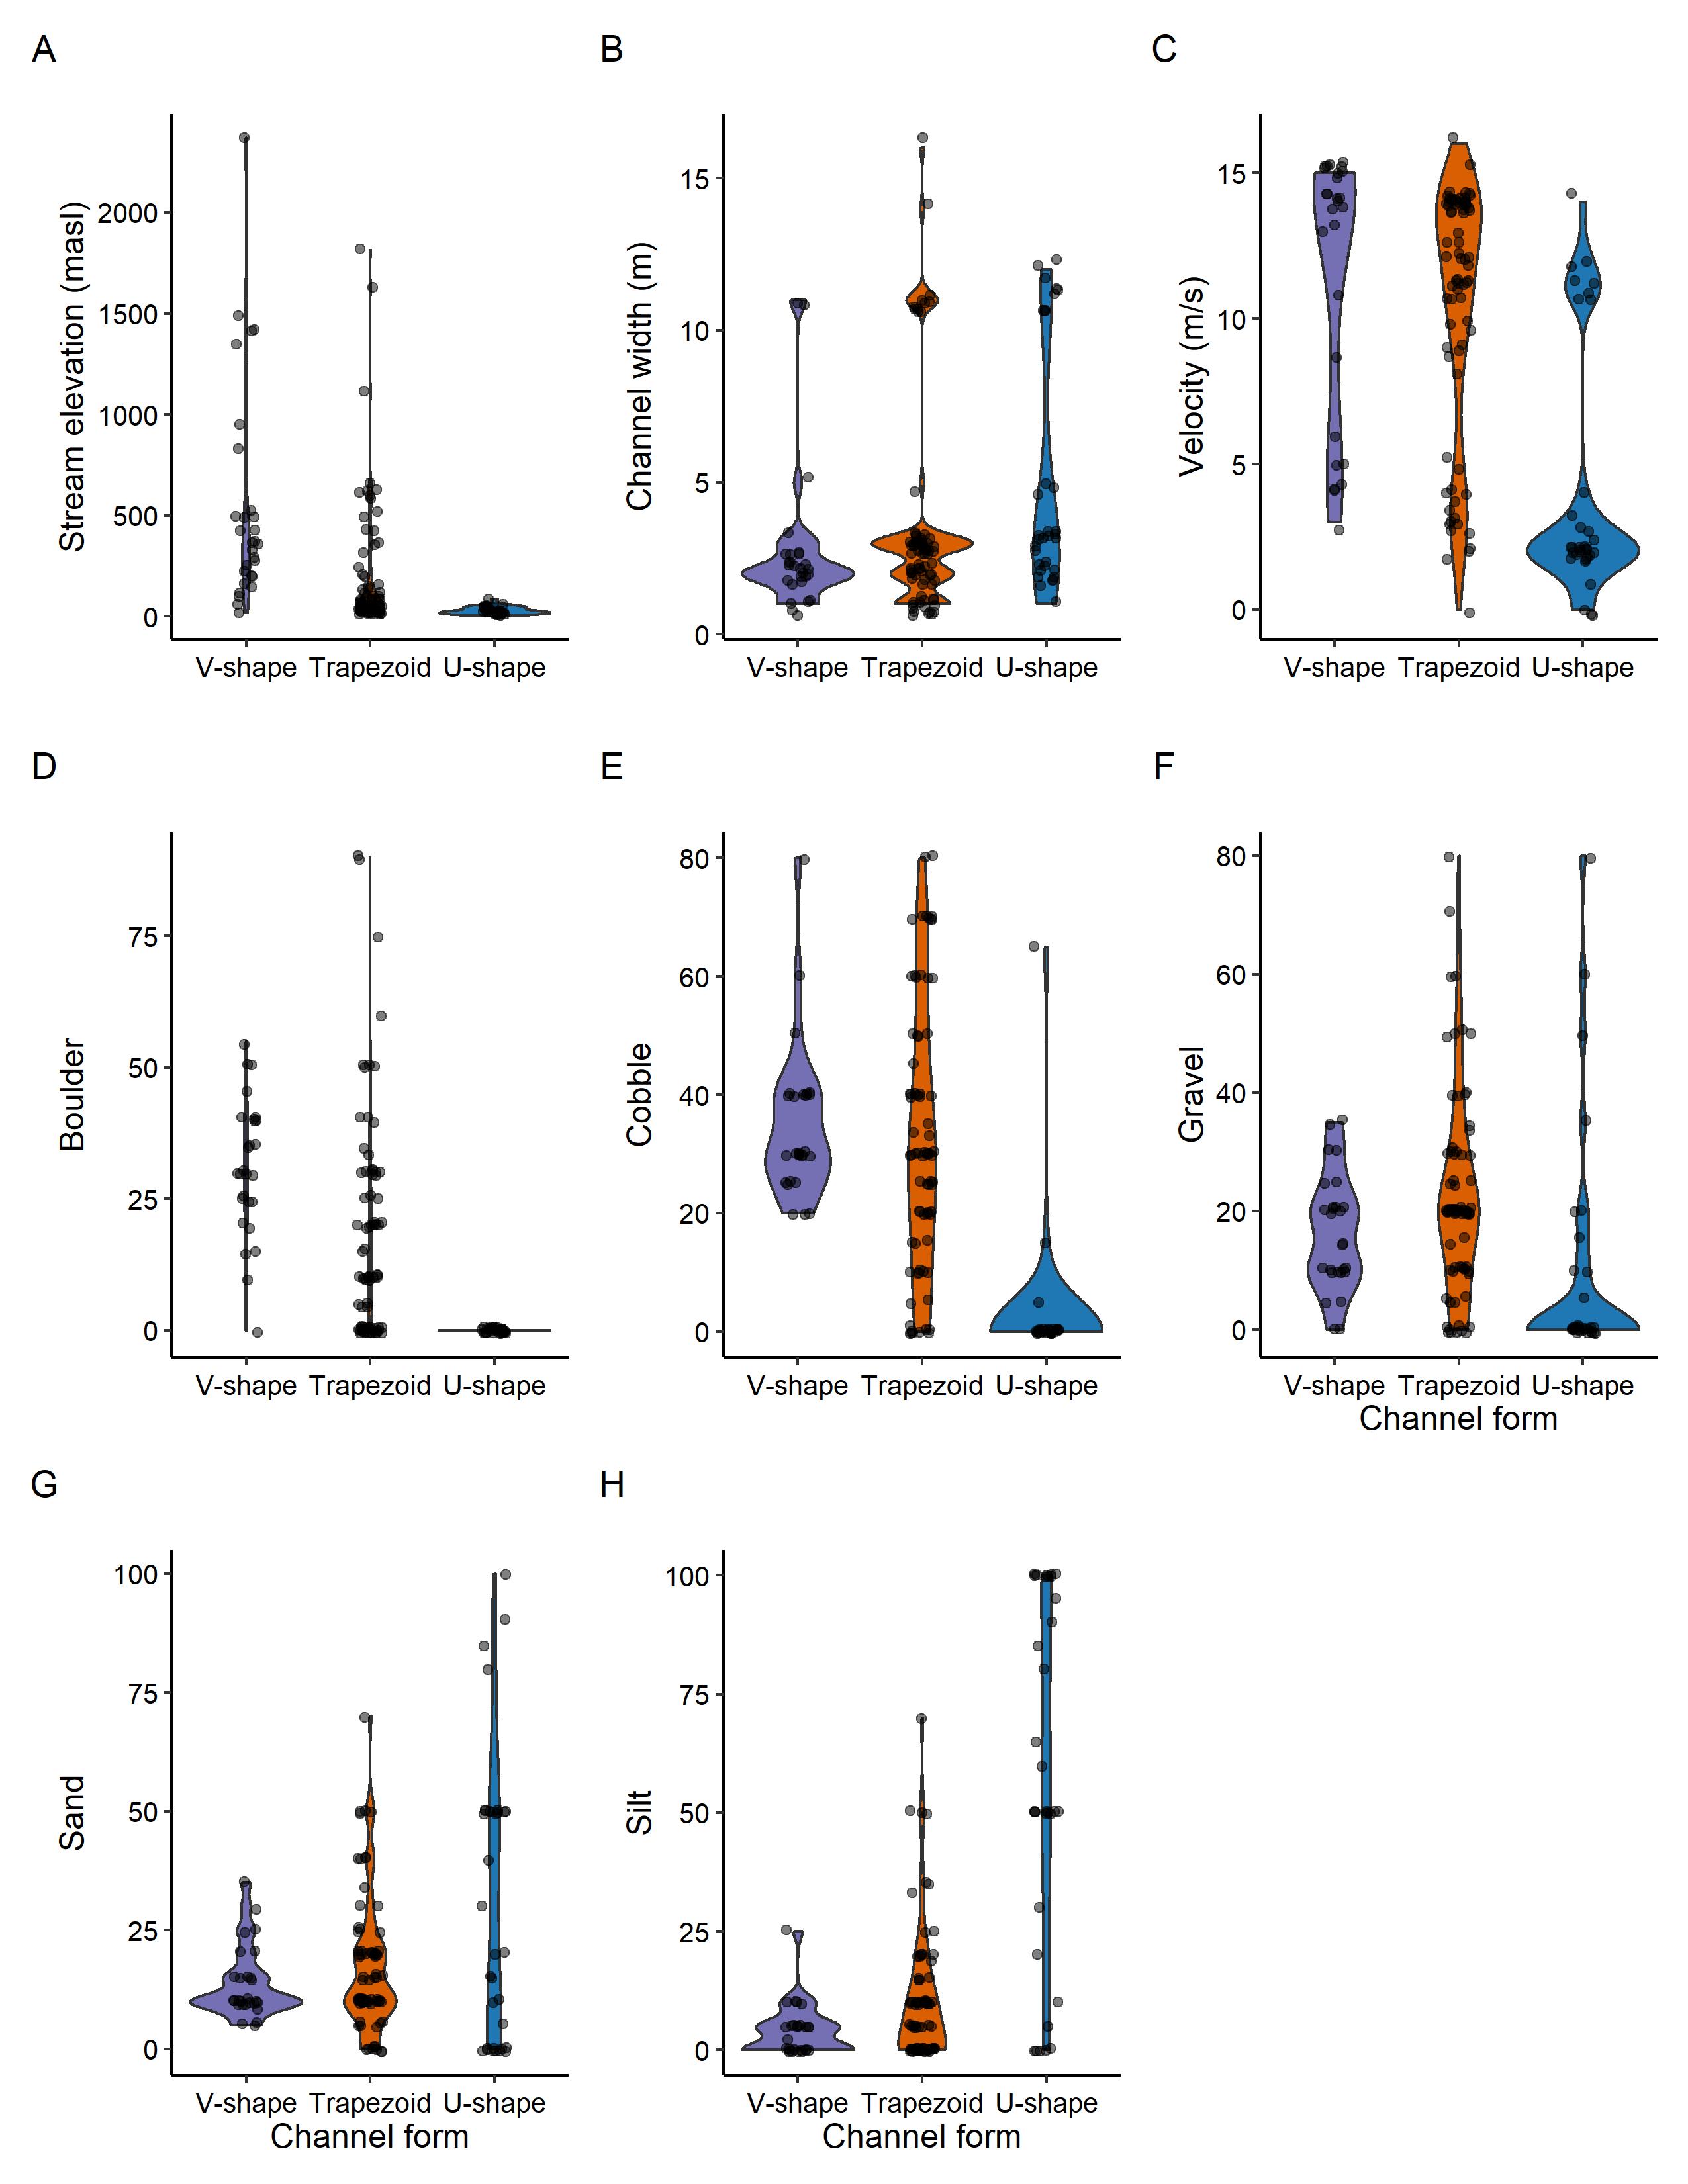 A
Stream elevation (masl)
2000
1500
1000
500
0
V-shape Trapezoid U-shape
B
Channel width (m)
15
10
5
0
V-shape Trapezoid U-shape
C
Velocity (m/s)
15
10
5
0
V-shape Trapezoid U-shape
D
Boulder
75
50
25
0
V-shape Trapezoid U-shape
E
Cobble
80
60
40
20
0
V-shape Trapezoid U-shape
F
Gravel
80
60
40
20
0
V-shape Trapezoid U-shape
Channel form
G
Sand
100
75
50
25
0
V-shape Trapezoid U-shape
Channel form
H
Silt
100
75
50
25
0
V-shape Trapezoid U-shape
Channel form